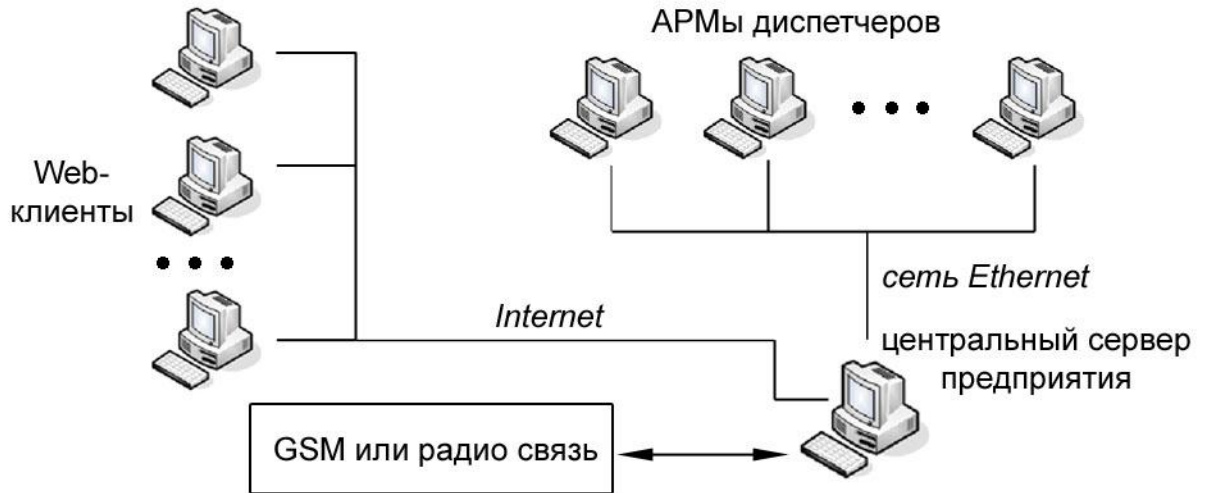 АРМы диспетчеров
Web-
клиенты
сеть Ethernet
Internet
центральный сервер
предприятия
GSM или радио связь